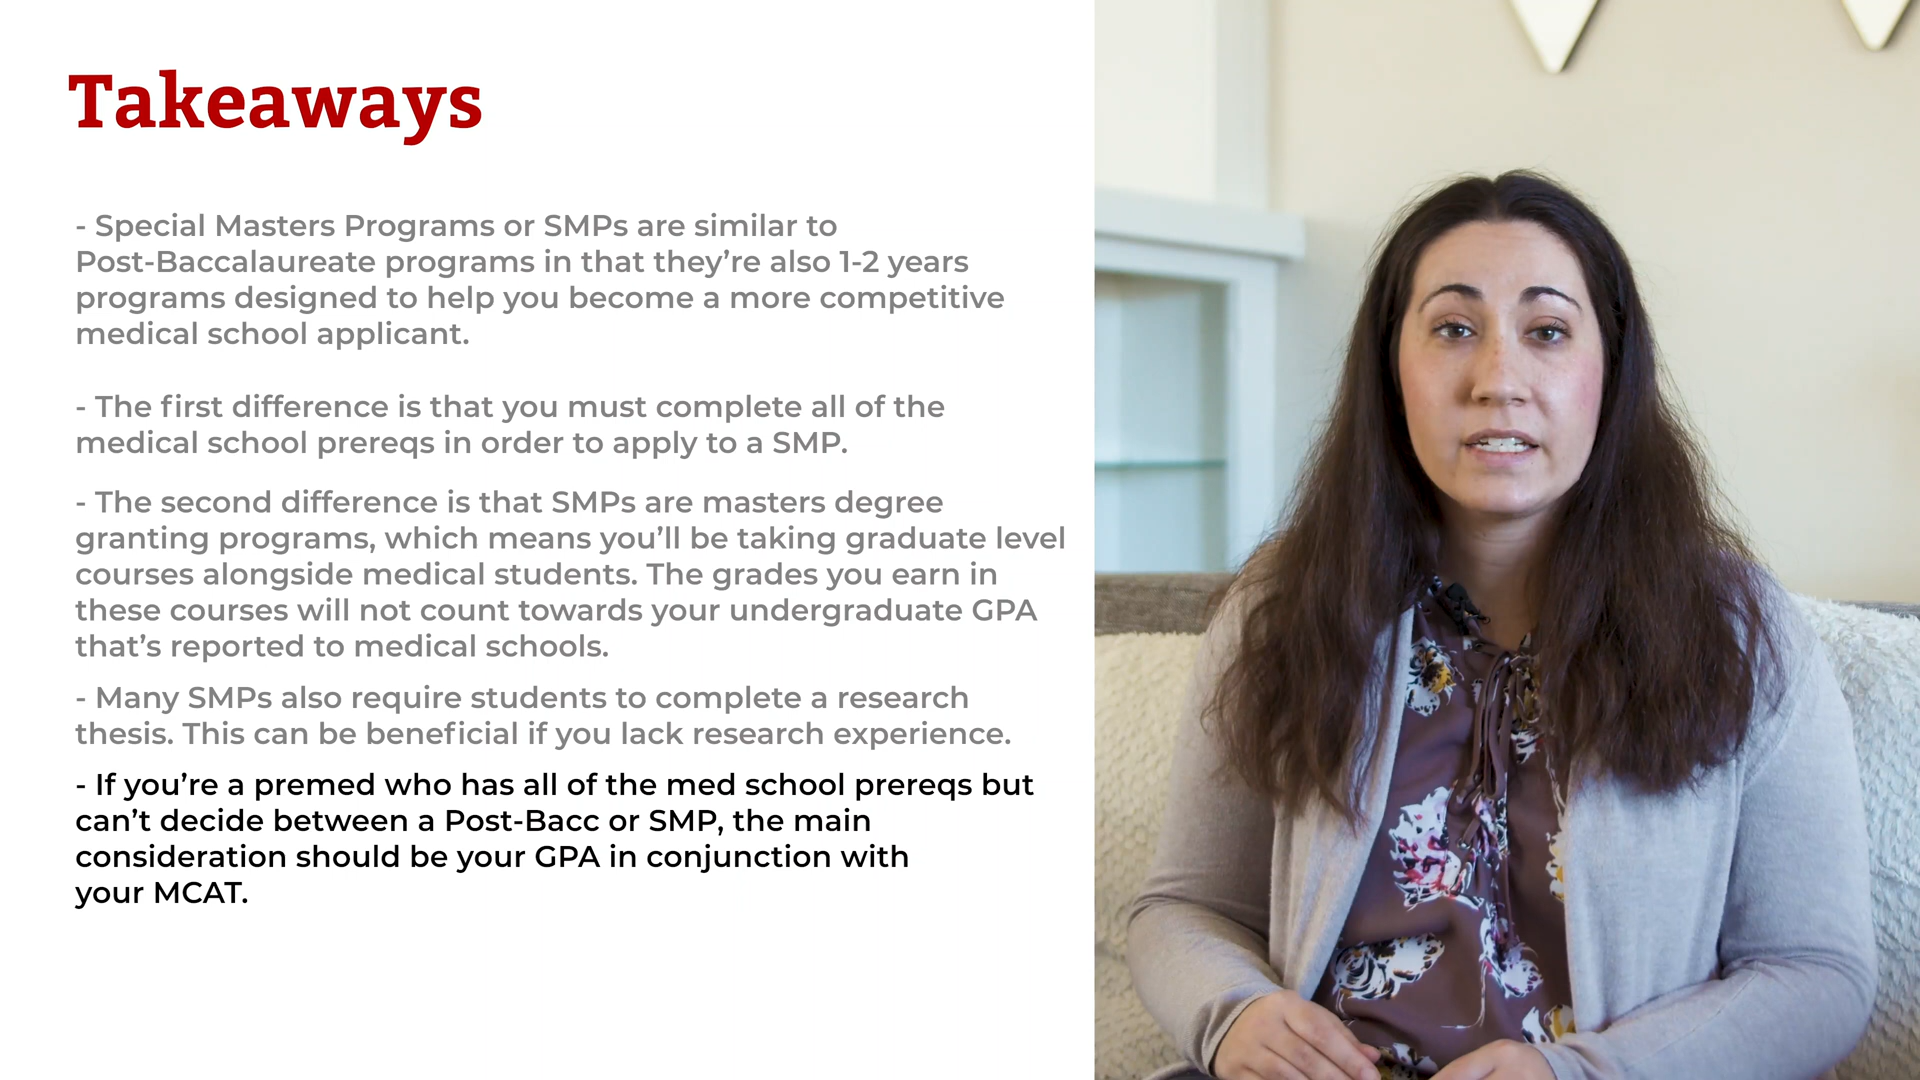 Takeaways
- Special Masters Programs or SMPs are similar to
Post-Baccalaureate programs in that they’re also 1-2 years
programs designed to help you become a more competitive
medical school applicant.
- The first difference is that you must complete all of the
medical school prereqs in order to apply to a SMP.
- The second difference is that SMPs are masters degree
granting programs, which means you’ll be taking graduate level
courses alongside medical students. The grades you earn in
these courses will not count towards your undergraduate GPA
that’s reported to medical schools.
- Many SMPs also require students to complete a research
thesis. This can be beneficial if you lack research experience.
- If you’re a premed who has all of the med school prereqs but
can’t decide between a Post-Bacc or SMP, the main
consideration should be your GPA in conjunction with
your MCAT.